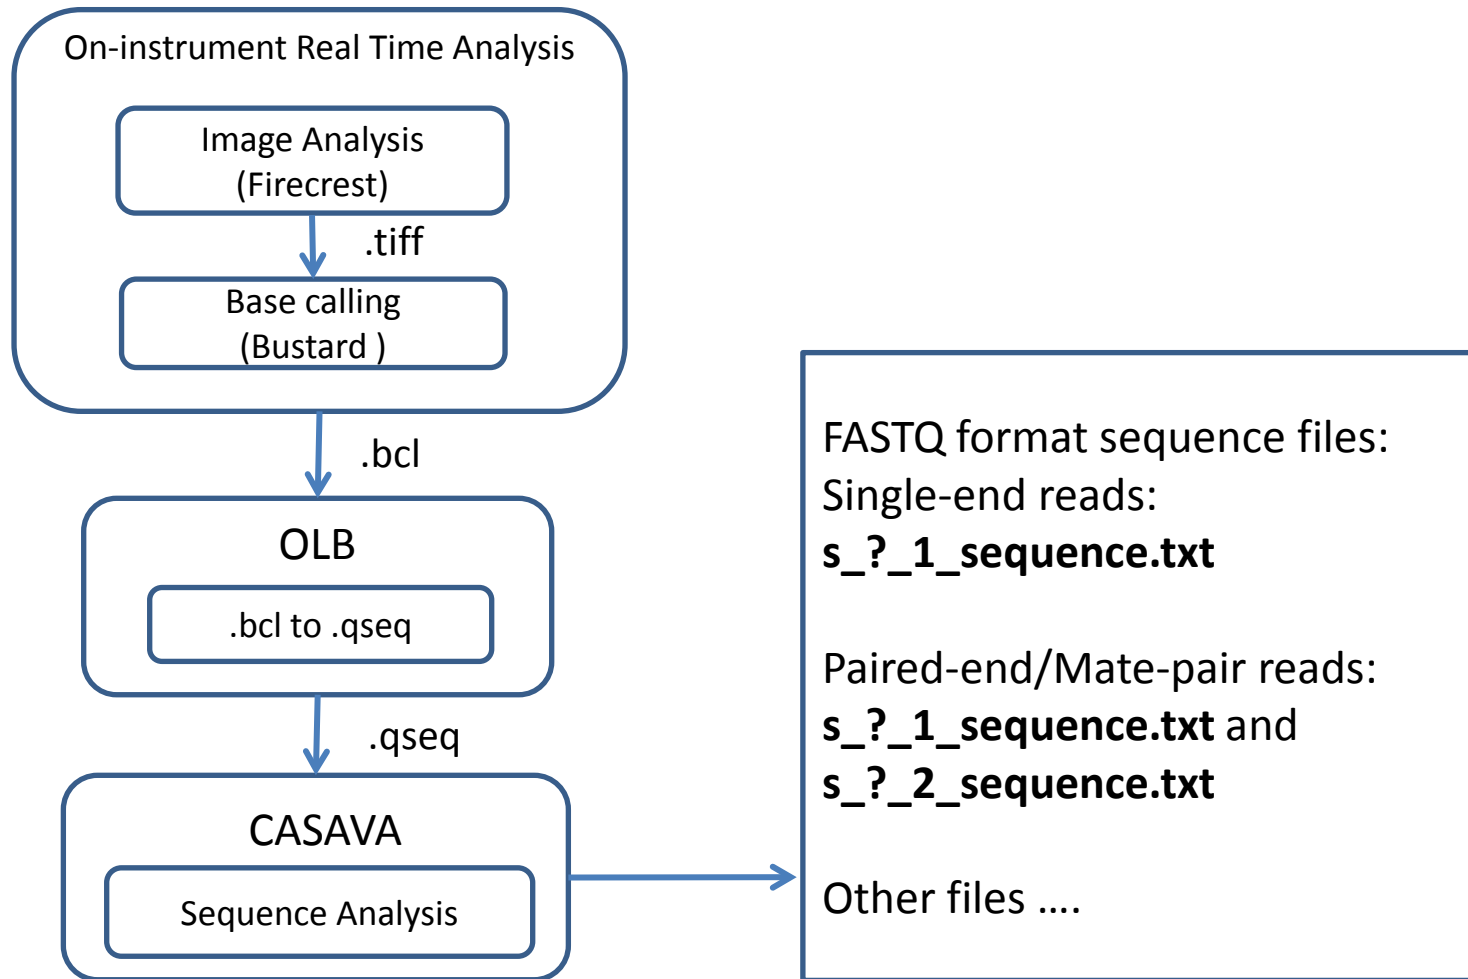 On-instrument Real Time Analysis
Image Analysis
(Firecrest)
.tiff
Base calling
(Bustard )
.bcl
OLB
.bcl to .qseq
.qseq
CASAVA
Sequence Analysis
FASTQ format sequence files:
Single-end reads:
s_?_1_sequence.txt
Paired-end/Mate-pair reads:
s_?_1_sequence.txt and
s_?_2_sequence.txt
Other files ....